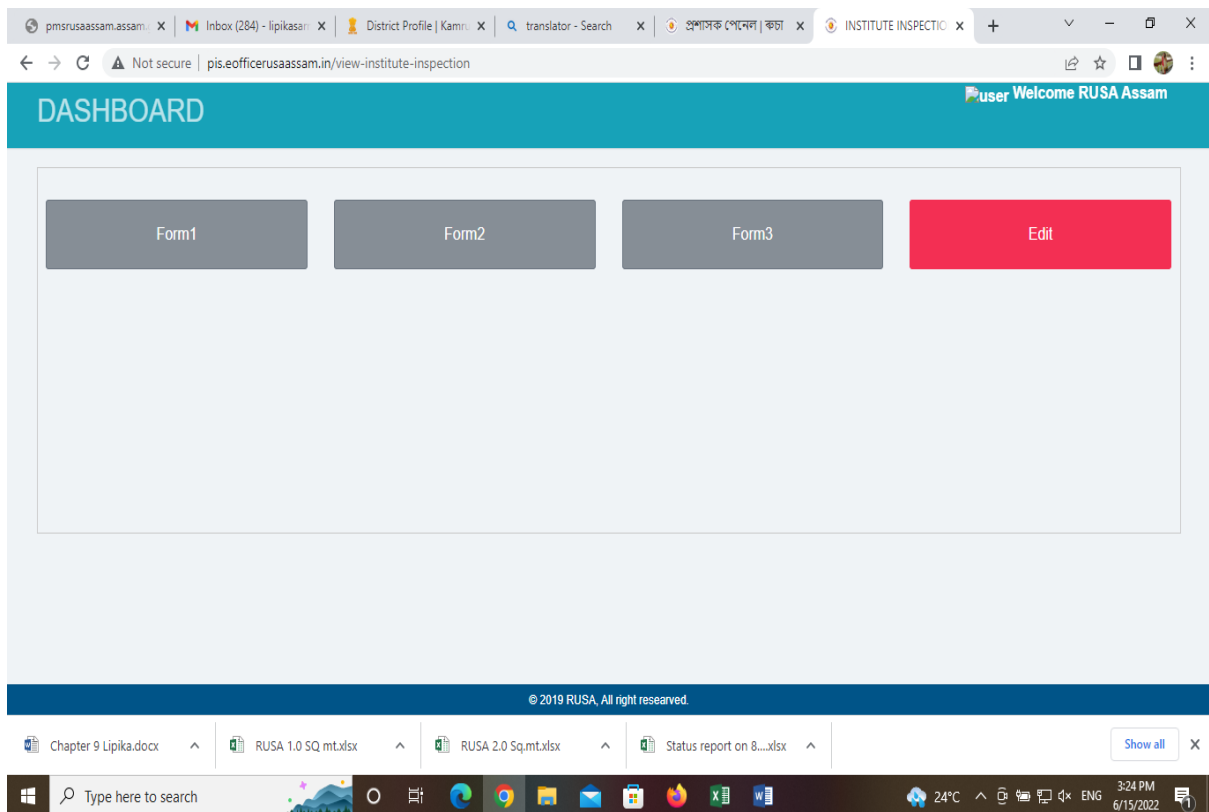 pmsrusaassam.assam.
Inbox (284) - lipikasarr
District Profile | Kamru
translator - Search
প্ৰশাসক পেনেল | কচা
INSTITUTE INSPECTIO
Not secure | pis.eofficerusaassam.in/view-institute-inspection
DASHBOARD
user Welcome RUSA Assam
Form1
Form2
Form3
Edit
© 2019 RUSA, All right researved.
Chapter 9 Lipika.docx
RUSA 1.0 SQ mt.xlsx
RUSA 2.0 Sq.mt.xlsx
Status report on 8....xlsx
Show all
Type here to search
24°C
ENG
3:24 PM
6/15/2022